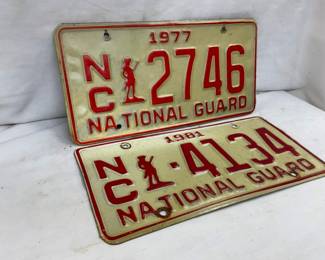 1977
NC 2746
NATIONAL GUARD
1981
NC -4134
NATIONAL GUARD